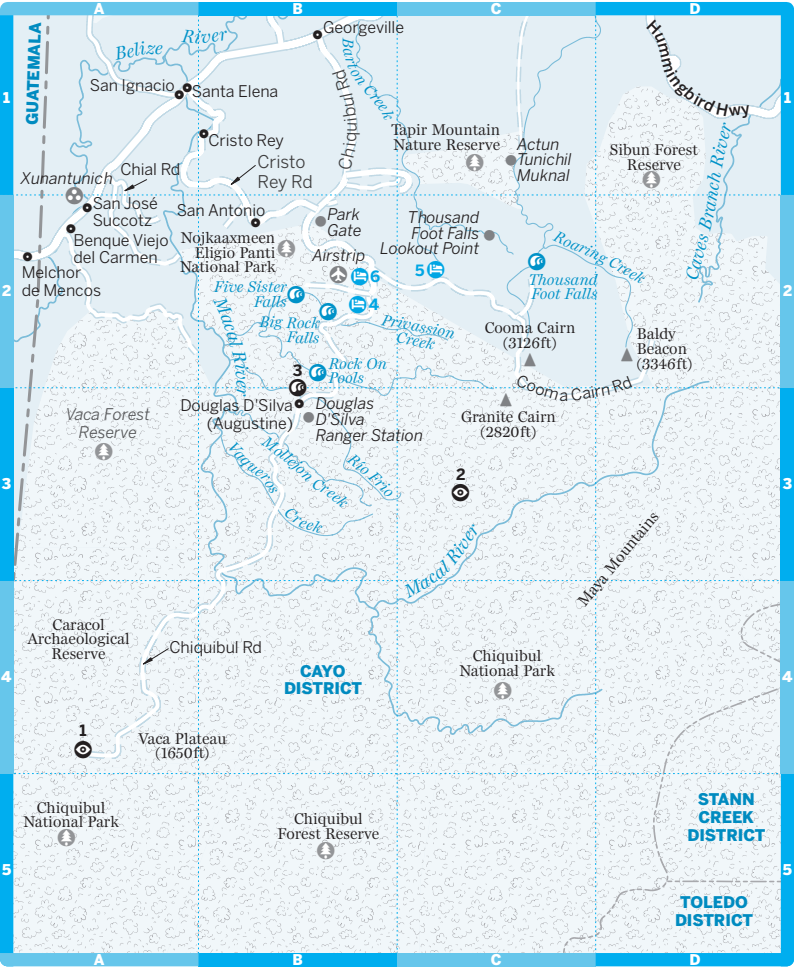 A
B
C
D
1
2
3
4
5
1
2
3
4
5
GUATEMALA
Belize River
Georgeville
Barton Creek
Chiquibul Rd
Hummingbird Hwy
San Ignacio
Santa Elena
Cristo Rey
Tapir Mountain
Nature Reserve
Actun
Tunichil
Muknal
Sibun Forest
Reserve
Caves Branch River
Xunantunich
Chial Rd
Cristo
Rey Rd
San José
Succotz
San Antonio
Park
Gate
Thousand
Foot Falls
Lookout Point
Benque Viejo
del Carmen
Nojkaaxmeen
Eligio Panti
National Park
Roaring Creek
Melchor
de Mencos
Airstrip
6
5
Thousand
Foot Falls
Five Sister
Falls
4
Big Rock
Falls
Privassion
Creek
Macal River
Cooma Cairn
(3126ft)
Baldy
Beacon
(3346ft)
Rock On
Pools
3
Cooma Cairn Rd
Douglas D'Silva
(Augustine)
Douglas
D'Silva
Ranger Station
Granite Cairn
(2820ft)
Vaca Forest
Reserve
Vaqueros
Creek
Mollejon Creek
Río Frio
2
Macal River
Maya Mountains
Caracol
Archaeological
Reserve
Chiquibul Rd
CAYO
DISTRICT
Chiquibul
National Park
1
Vaca Plateau
(1650ft)
Chiquibul
National Park
Chiquibul
Forest Reserve
STANN
CREEK
DISTRICT
TOLEDO
DISTRICT
A
B
C
D